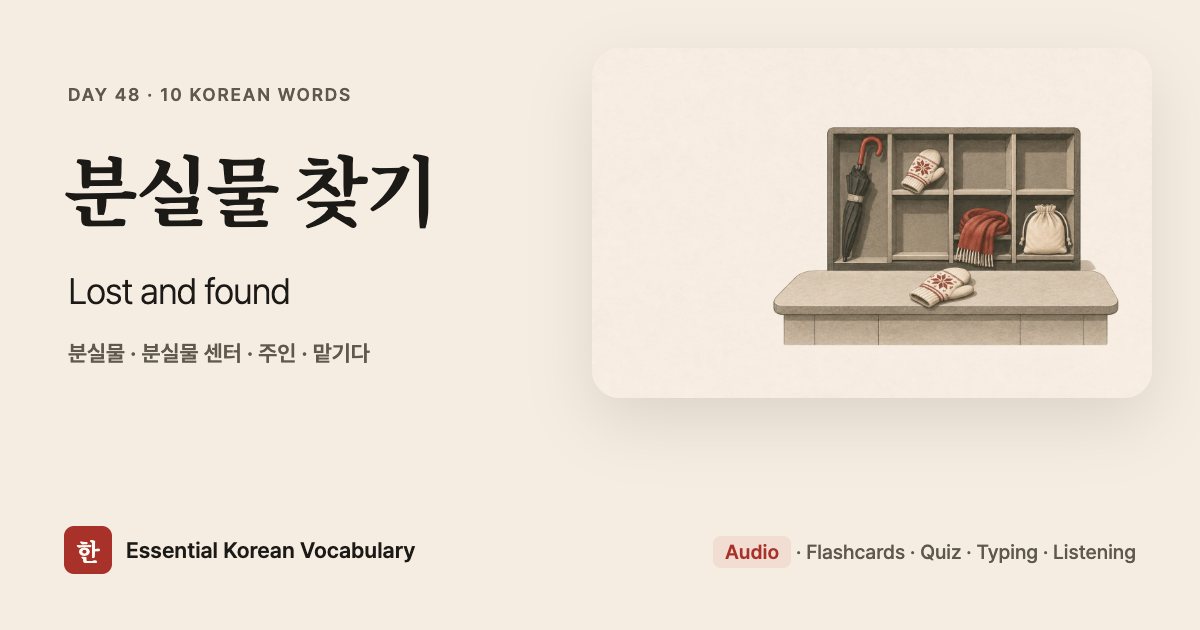 DAY 48 · 10 KOREAN WORDS
분실물 찾기
Lost and found
분실물 · 분실물 센터 · 주인 · 맡기다
한 Essential Korean Vocabulary
Audio · Flashcards · Quiz · Typing · Listening